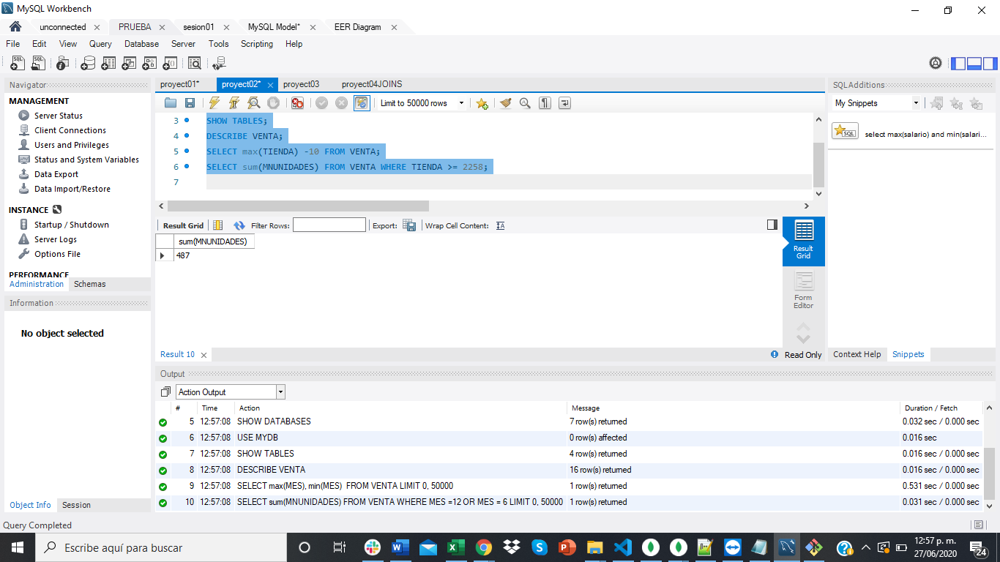 MySQL Workbench
unconnected PRUEBA sesion01 MySQL Model* EER Diagram
File Edit View Query Database Server Tools Scripting Help
Navigator
MANAGEMENT
Server Status
Client Connections
Users and Privileges
Status and System Variables
Data Export
Data Import/Restore
INSTANCE
Startup / Shutdown
Server Logs
Options File
PERFORMANCE
Administration Schemas
Information
No object selected
Object Info Session
proyect01* proyect02* proyect03 proyect04JOINS
Limit to 50000 rows
3 SHOW TABLES;
4 DESCRIBE VENTA;
5 SELECT max(TIENDA) -10 FROM VENTA;
6 SELECT sum(MNUNIDADES) FROM VENTA WHERE TIENDA >= 2258;
7
Result Grid Filter Rows: Export: Wrap Cell Content:
sum(MNUNIDADES)
487
Result Grid
Form Editor
Result 10 Read Only
SQLAdditions
My Snippets
SQL select max(salario) and min(salari...
Context Help Snippets
Output
Action Output
# Time Action Message Duration / Fetch
5 12:57:08 SHOW DATABASES 7 row(s) returned 0.032 sec / 0.000 sec
6 12:57:08 USE MYDB 0 row(s) affected 0.016 sec
7 12:57:08 SHOW TABLES 4 row(s) returned 0.016 sec / 0.000 sec
8 12:57:08 DESCRIBE VENTA 16 row(s) returned 0.016 sec / 0.000 sec
9 12:57:08 SELECT max(MES), min(MES) FROM VENTA LIMIT 0, 50000 1 row(s) returned 0.531 sec / 0.000 sec
10 12:57:08 SELECT sum(MNUNIDADES) FROM VENTA WHERE MES =12 OR MES = 6 LIMIT 0, 50000 1 row(s) returned 0.031 sec / 0.000 sec
Query Completed
Escribe aquí para buscar
12:57 p. m.
27/06/2020
24